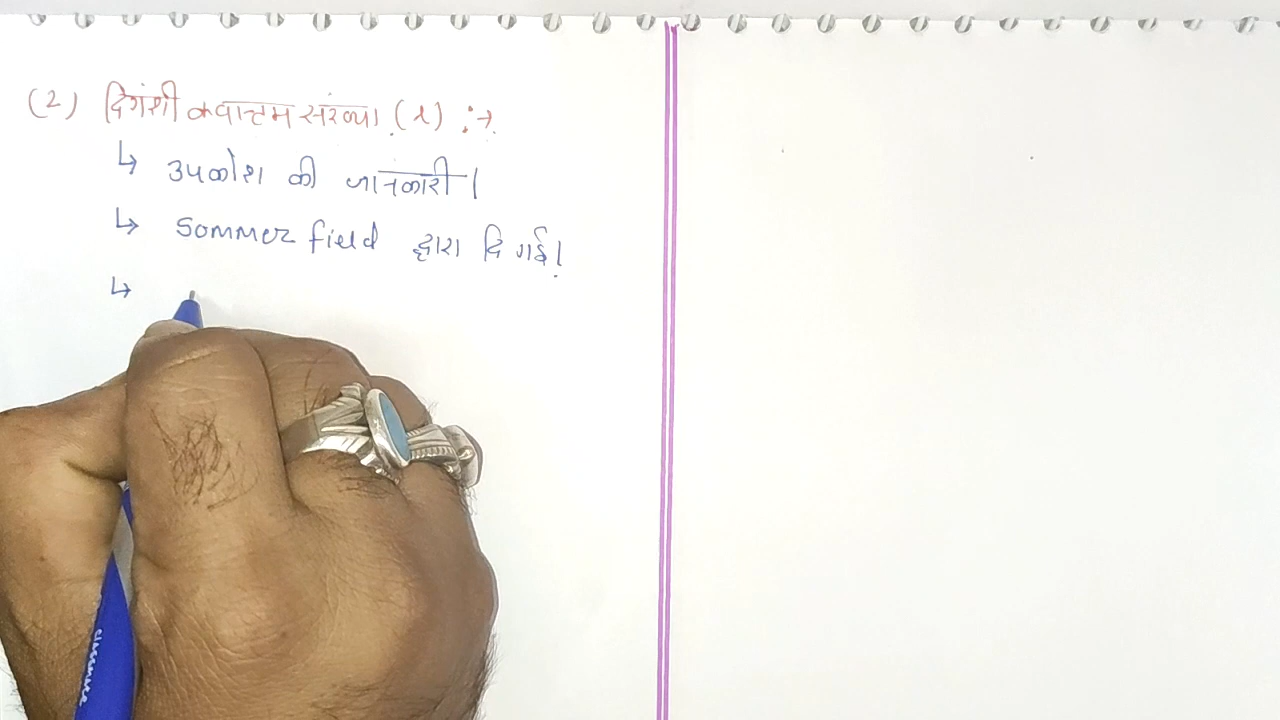 (2) दिगंशी क्वान्टम संख्या (l) :→
↳ उपकोश की जानकारी।
↳ Sommerfield द्वारा दि गई।
↳